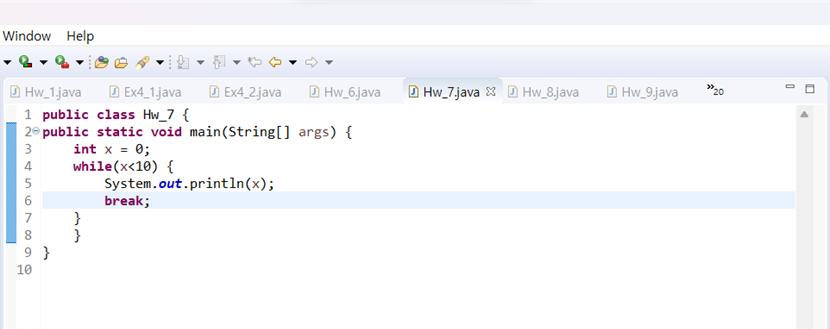 Window Help
Hw_1.java Ex4_1.java Ex4_2.java Hw_6.java Hw_7.java Hw_8.java Hw_9.java »20
1 public class Hw_7 {
2 public static void main(String[] args) {
3 int x = 0;
4 while(x<10) {
5 System.out.println(x);
6 break;
7 }
8 }
9 }
10